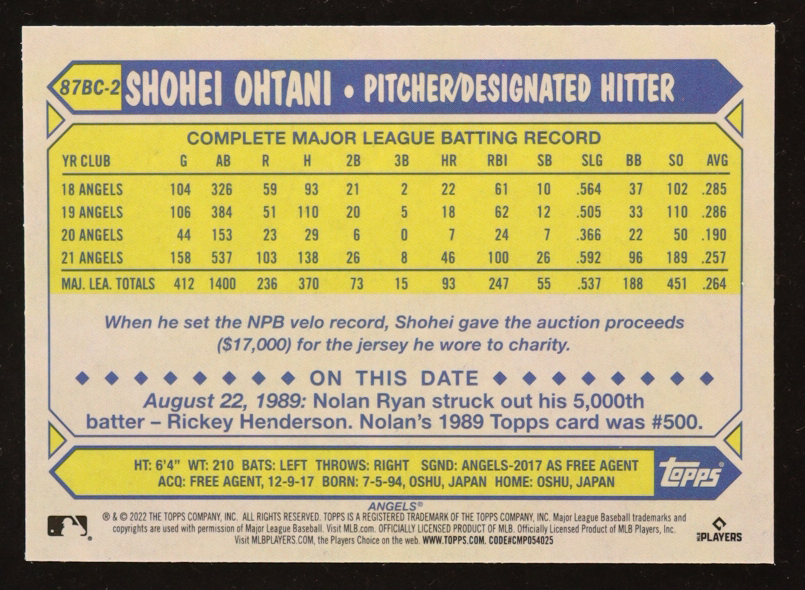 87BC-2 SHOHEI OHTANI • PITCHER/DESIGNATED HITTER
COMPLETE MAJOR LEAGUE BATTING RECORD
YR CLUB G AB R H 2B 3B HR RBI SB SLG BB SO AVG
18 ANGELS 104 326 59 93 21 2 22 61 10 .564 37 102 .285
19 ANGELS 106 384 51 110 20 5 18 62 12 .505 33 110 .286
20 ANGELS 44 153 23 29 6 0 7 24 7 .366 22 50 .190
21 ANGELS 158 537 103 138 26 8 46 100 26 .592 96 189 .257
MAJ. LEA. TOTALS 412 1400 236 370 73 15 93 247 55 .537 188 451 .264
When he set the NPB velo record, Shohei gave the auction proceeds
($17,000) for the jersey he wore to charity.
◆ ◆ ◆ ◆ ◆ ◆ ◆ ◆ ON THIS DATE ◆ ◆ ◆ ◆ ◆ ◆ ◆ ◆
August 22, 1989: Nolan Ryan struck out his 5,000th
batter – Rickey Henderson. Nolan's 1989 Topps card was #500.
HT: 6'4" WT: 210 BATS: LEFT THROWS: RIGHT SGND: ANGELS-2017 AS FREE AGENT
ACQ: FREE AGENT, 12-9-17 BORN: 7-5-94, OSHU, JAPAN HOME: OSHU, JAPAN
topps®
ANGELS®
® & © 2022 THE TOPPS COMPANY, INC. ALL RIGHTS RESERVED. TOPPS IS A REGISTERED TRADEMARK OF THE TOPPS COMPANY, INC. Major League Baseball trademarks and
copyrights are used with permission of Major League Baseball. Visit MLB.com. OFFICIALLY LICENSED PRODUCT OF MLB. Officially Licensed Product of MLB Players, Inc.
Visit MLBPLAYERS.COM, the Players Choice on the web. WWW.TOPPS.COM. CODE#CMP054025
MLB PLAYERS